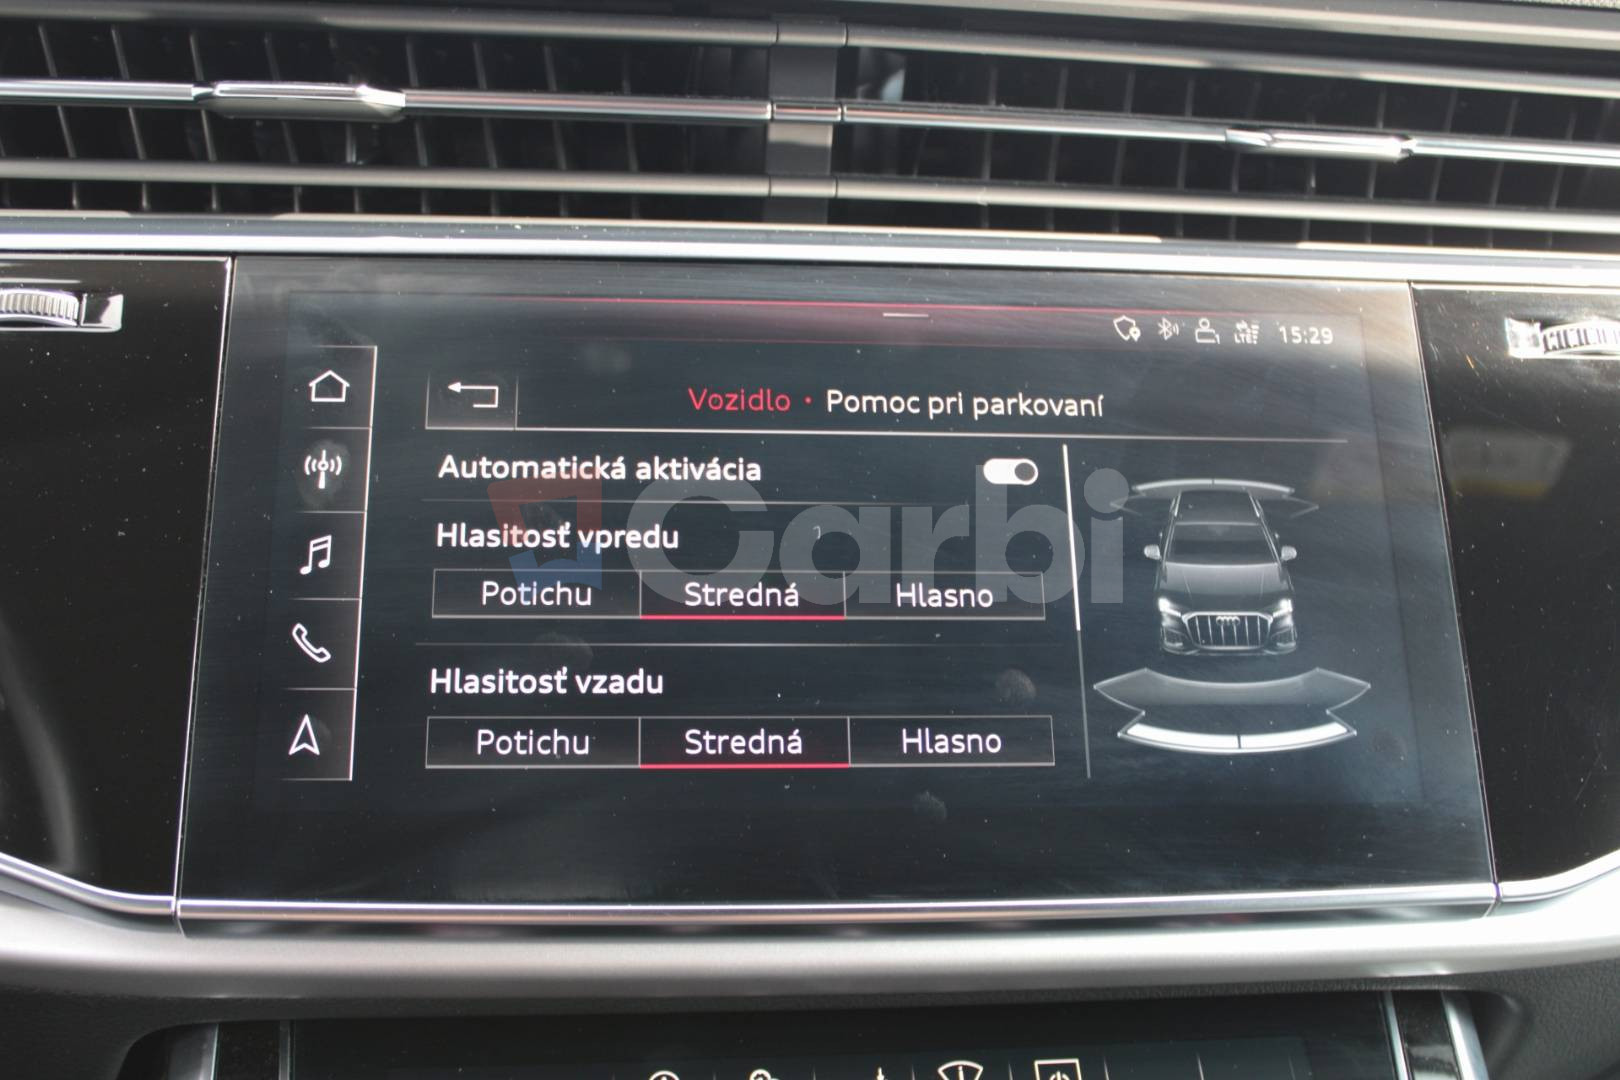 LTE 15:29
Vozidlo · Pomoc pri parkovaní
Automatická aktivácia
Hlasitosť vpredu
Potichu Stredná Hlasno
Hlasitosť vzadu
Potichu Stredná Hlasno
Carbi